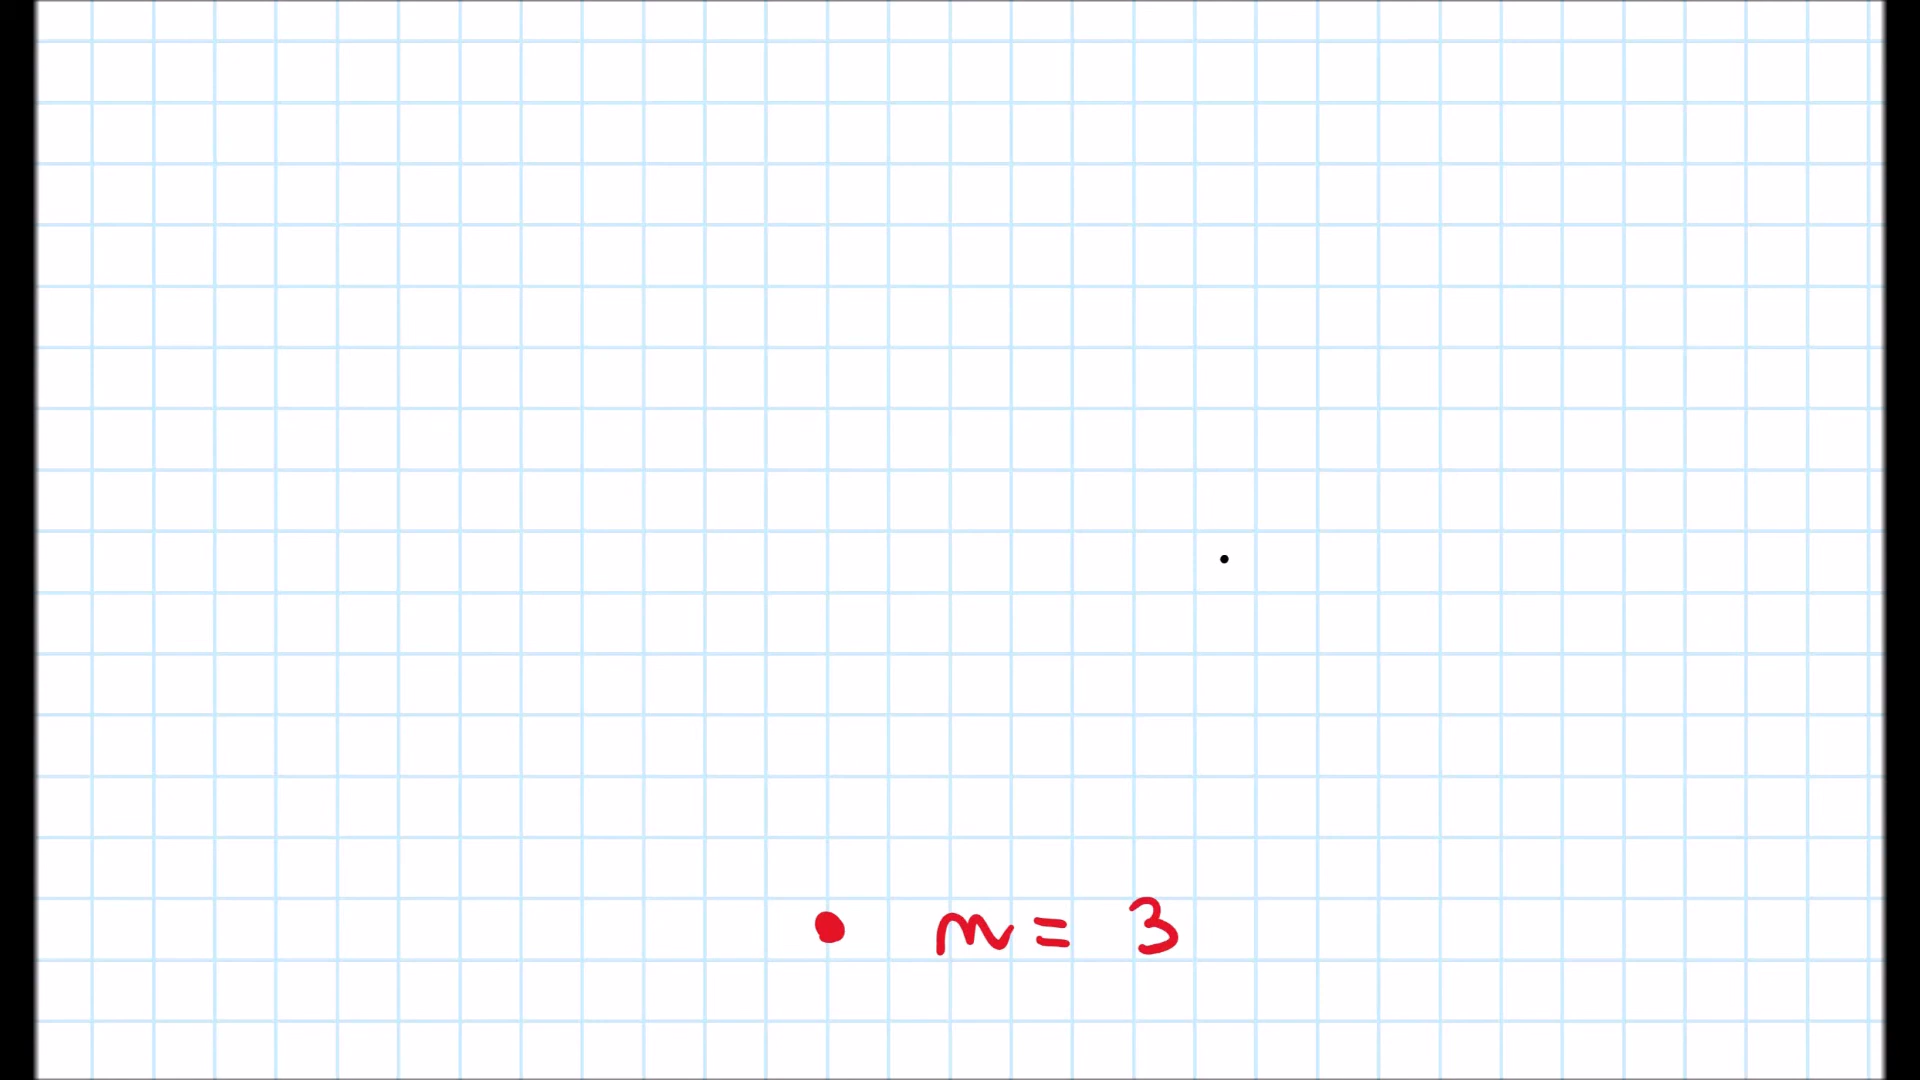 • m = 3